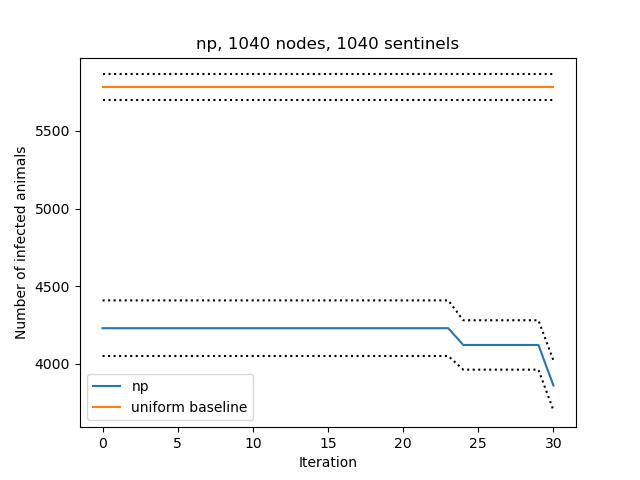 np, 1040 nodes, 1040 sentinels
Number of infected animals
5500
5000
4500
4000
np
uniform baseline
0 5 10 15 20 25 30
Iteration